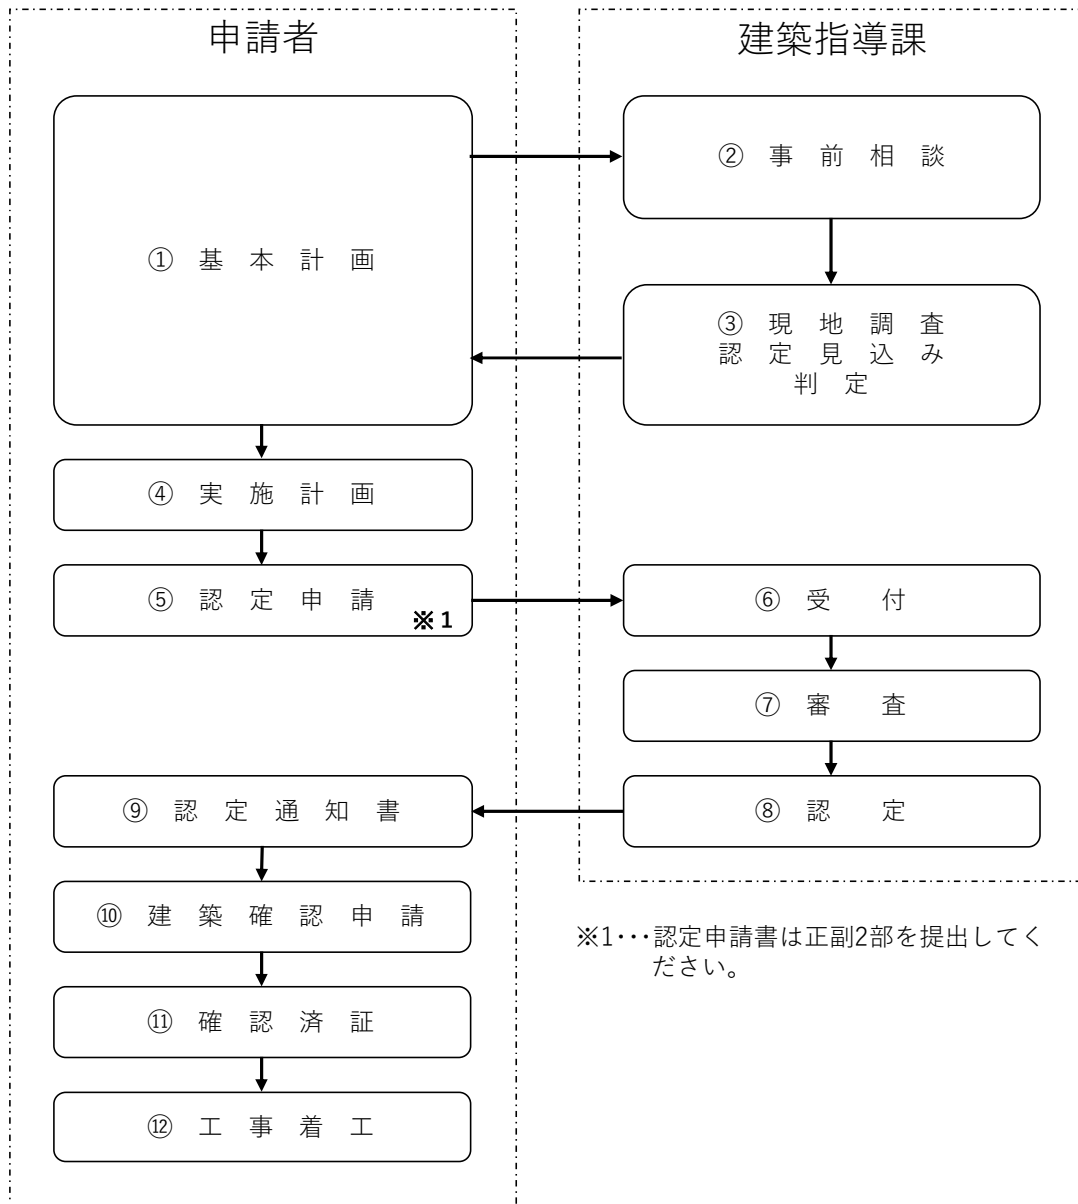 申請者
建築指導課
① 基本計画
② 事前相談
③ 現地調査
認定見込み
判定
④ 実施計画
⑤ 認定申請
※1
⑥ 受付
⑦ 審査
⑧ 認定
⑨ 認定通知書
⑩ 建築確認申請
⑪ 確認済証
⑫ 工事着工
※1・・・認定申請書は正副2部を提出してく
ださい。